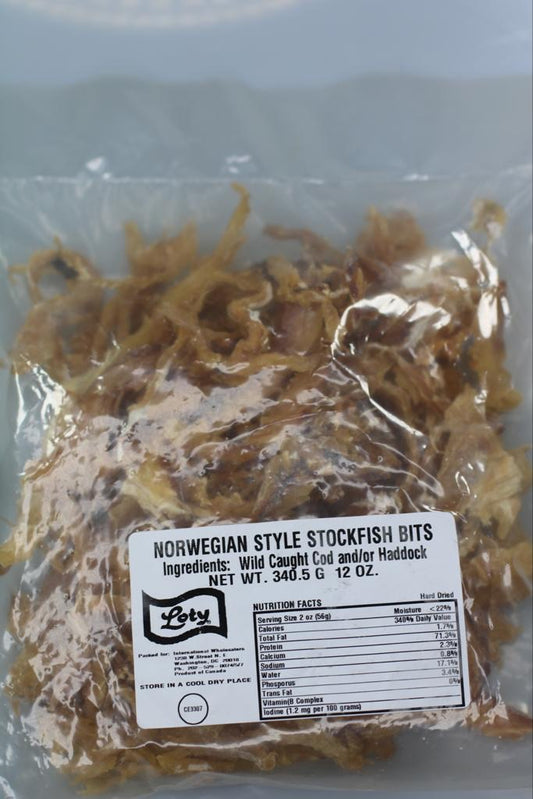 NORWEGIAN STYLE STOCKFISH BITS
Ingredients: Wild Caught Cod and/or Haddock
NET WT. 340.5 G 12 OZ.
Loty
Packed for: International Wholesalers
Washington, DC
Product of Canada
STORE IN A COOL DRY PLACE
CE3307
Hard Dried
NUTRITION FACTS Moisture <22%
Serving Size 2 oz (56g) 340% Daily Value
Calories 1.7%
Total Fat 71.3%
Protein 2.3%
Calcium 0.8%
Sodium 17.1%
Water 3.4%
Phosporus 0%
Trans Fat
Vitamin(B Complex
Iodine (1.2 mg per 100 grams)